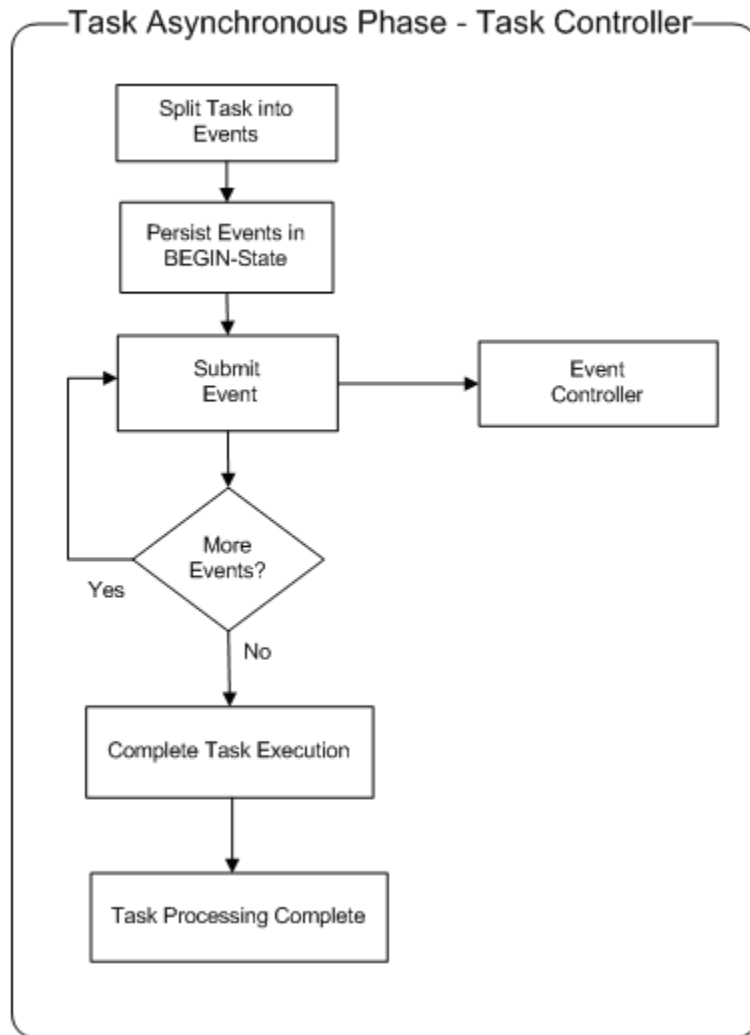 Task Asynchronous Phase - Task Controller
Split Task into
Events
Persist Events in
BEGIN-State
Submit
Event
Event
Controller
More
Events?
Yes
No
Complete Task Execution
Task Processing Complete